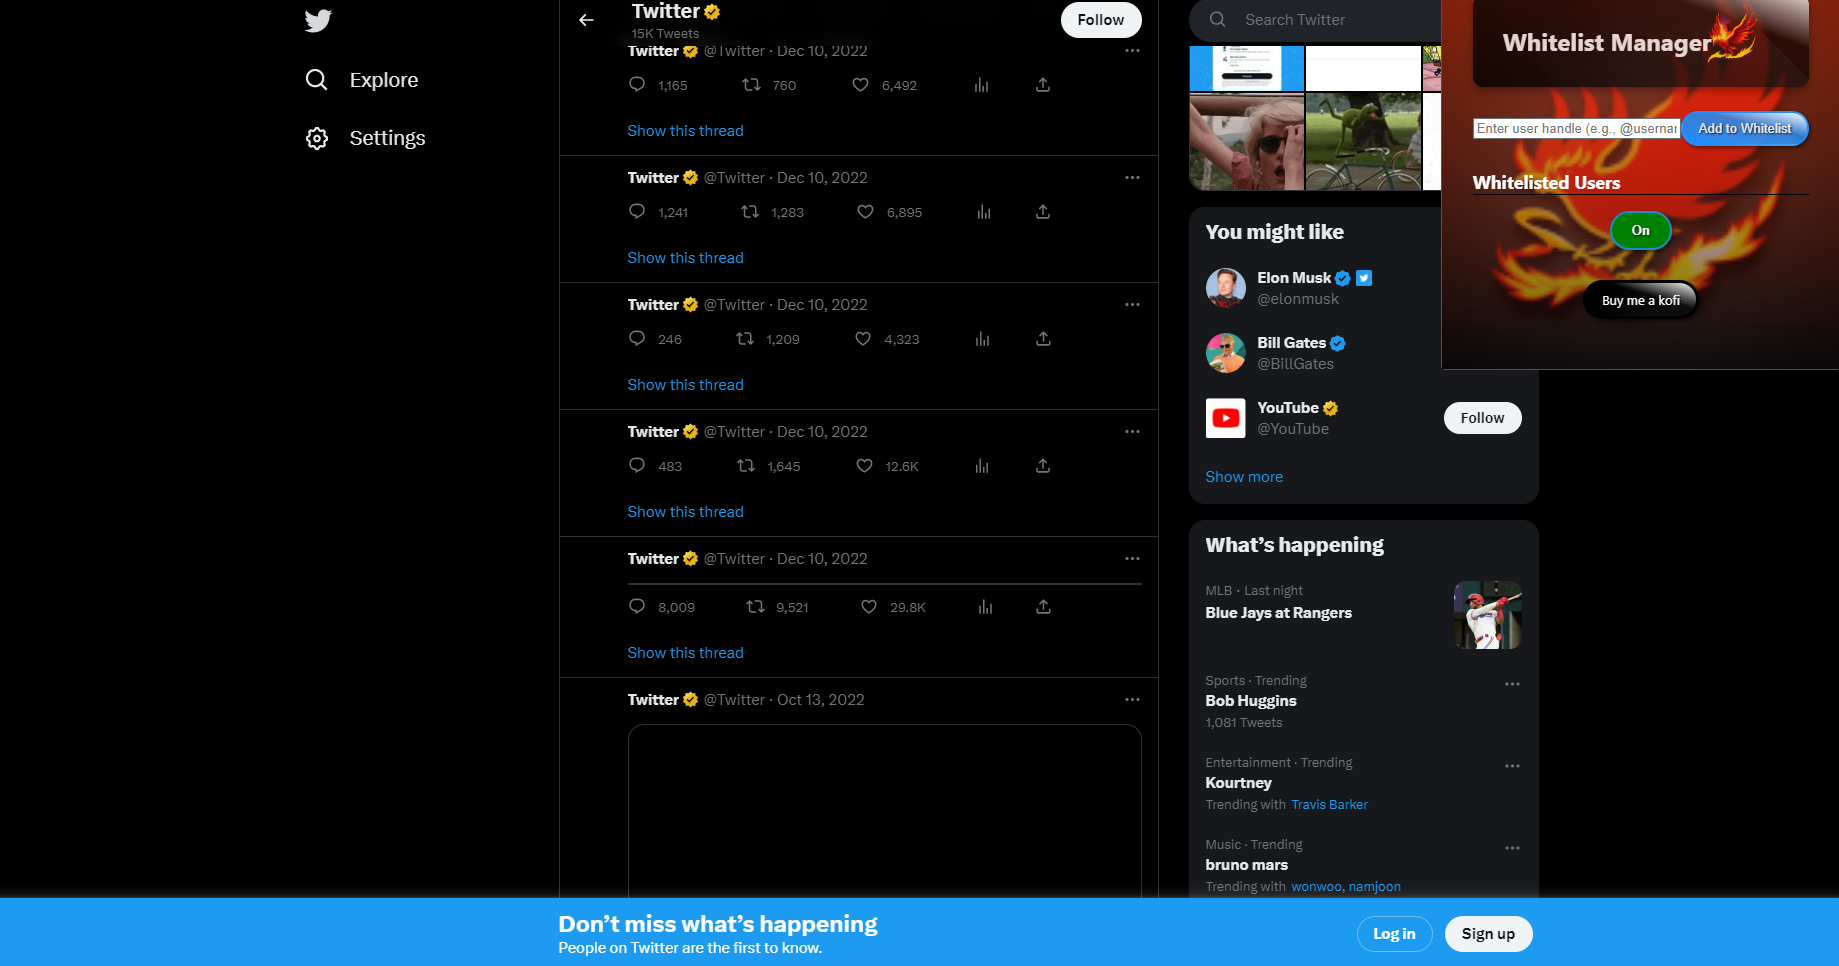 Explore
Settings
Twitter
15K Tweets
Follow
Twitter @Twitter · Dec 10, 2022
1,165 760 6,492
Show this thread
Twitter @Twitter · Dec 10, 2022
1,241 1,283 6,895
Show this thread
Twitter @Twitter · Dec 10, 2022
246 1,209 4,323
Show this thread
Twitter @Twitter · Dec 10, 2022
483 1,645 12.6K
Show this thread
Twitter @Twitter · Dec 10, 2022
8,009 9,521 29.8K
Show this thread
Twitter @Twitter · Oct 13, 2022
Search Twitter
You might like
Elon Musk
@elonmusk
Bill Gates
@BillGates
YouTube
@YouTube
Follow
Show more
What's happening
MLB · Last night
Blue Jays at Rangers
Sports · Trending
Bob Huggins
1,081 Tweets
Entertainment · Trending
Kourtney
Trending with Travis Barker
Music · Trending
bruno mars
Trending with wonwoo, namjoon
Whitelist Manager
Enter user handle (e.g., @usernar
Add to Whitelist
Whitelisted Users
On
Buy me a kofi
Don't miss what's happening
People on Twitter are the first to know.
Log in
Sign up